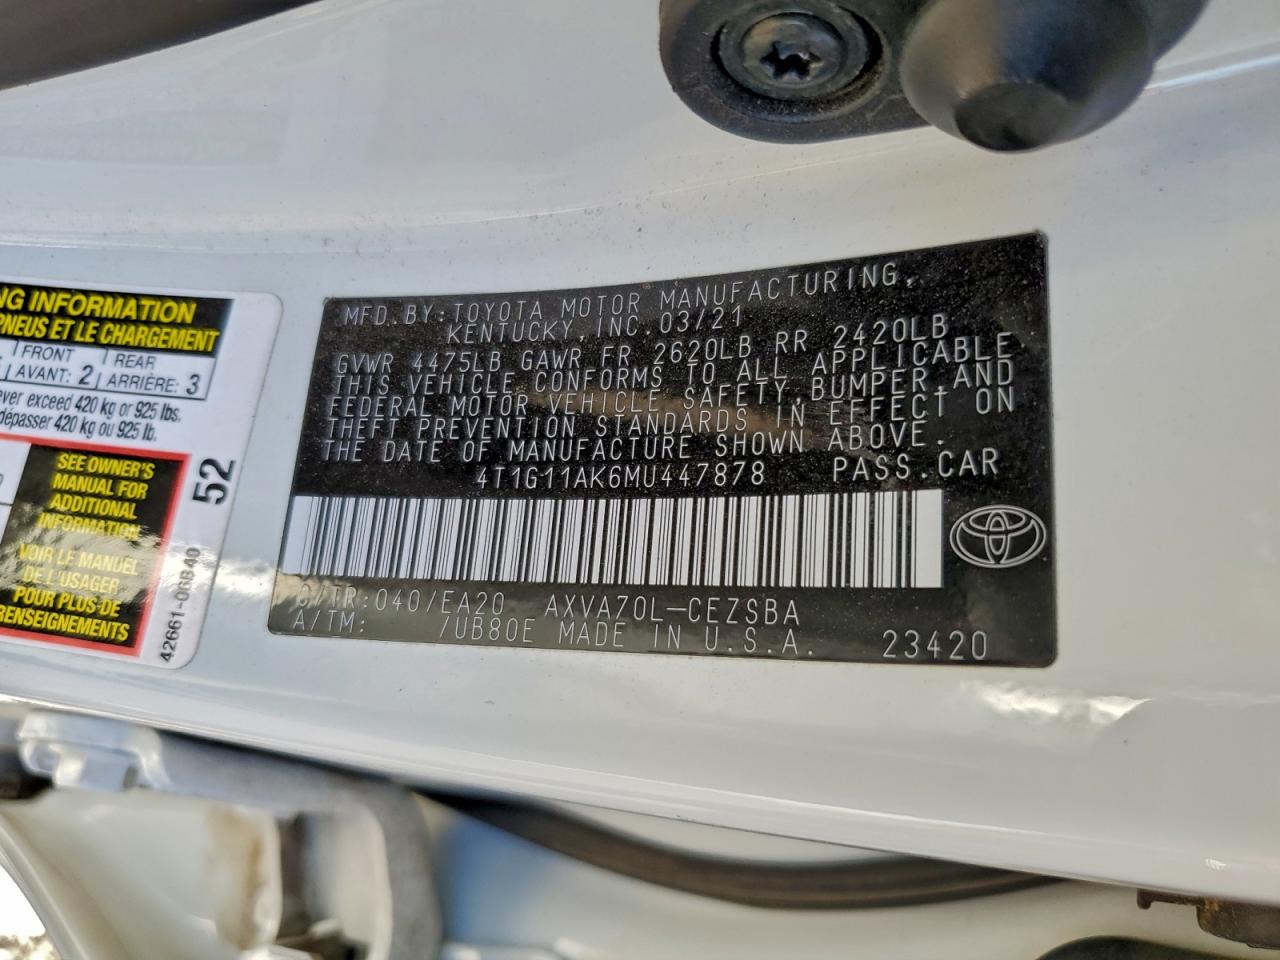 NG INFORMATION
PNEUS ET LE CHARGEMENT
FRONT REAR
AVANT: 2 ARRIÈRE: 3
ever exceed 420 kg or 925 lbs.
dépasser 420 kg ou 925 lb.
SEE OWNER'S
MANUAL FOR
ADDITIONAL
INFORMATION
VOIR LE MANUEL
DE L'USAGER
POUR PLUS DE
RENSEIGNEMENTS
52
42661-06B40
MFD. BY: TOYOTA MOTOR MANUFACTURING,
KENTUCKY, INC. 03/21
GVWR 4475LB GAWR FR 2620LB RR 2420LB
THIS VEHICLE CONFORMS TO ALL APPLICABLE
FEDERAL MOTOR VEHICLE SAFETY, BUMPER, AND
THEFT PREVENTION STANDARDS IN EFFECT ON
THE DATE OF MANUFACTURE SHOWN ABOVE.
4T1G11AK6MU447878 PASS.CAR
C/TR:040/EA20 AXVA70L-CEZSBA
A/TM: /UB80E MADE IN U.S.A. 23420